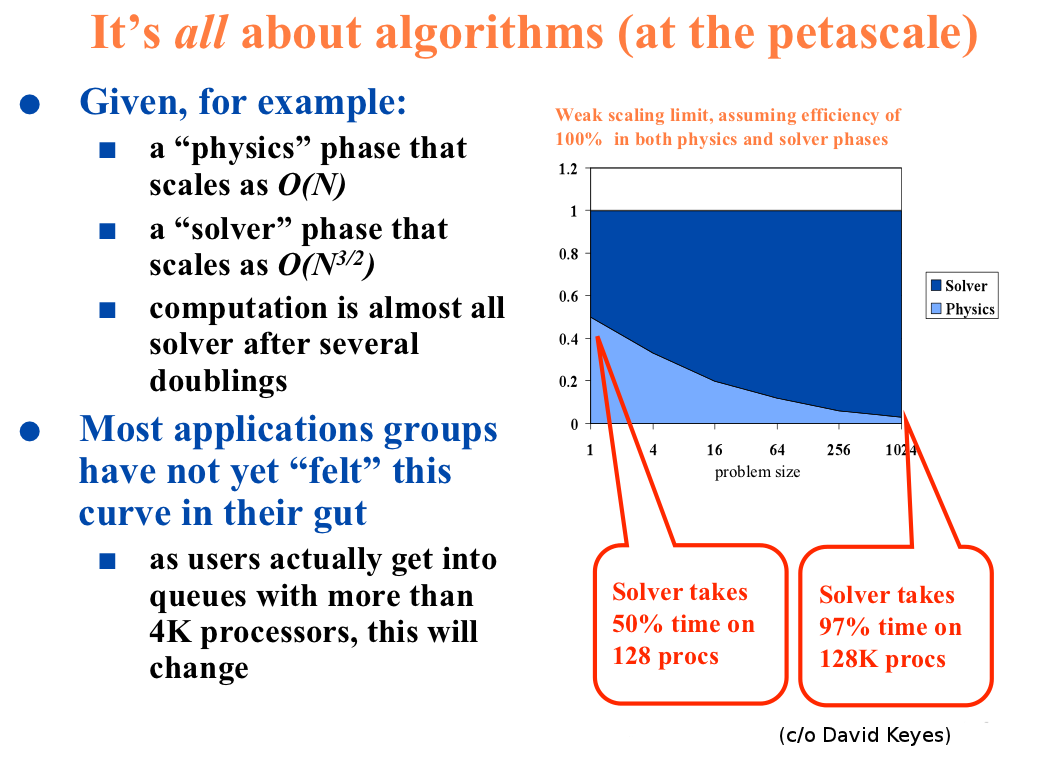 It's all about algorithms (at the petascale)
● Given, for example:
■ a “physics” phase that
scales as O(N)
■ a “solver” phase that
scales as O(N3/2)
■ computation is almost all
solver after several
doublings
● Most applications groups
have not yet “felt” this
curve in their gut
■ as users actually get into
queues with more than
4K processors, this will
change
Weak scaling limit, assuming efficiency of
100% in both physics and solver phases
1.2
1
0.8
0.6
0.4
0.2
0
1 4 16 64 256 1024
problem size
Solver
Physics
Solver takes
50% time on
128 procs
Solver takes
97% time on
128K procs
(c/o David Keyes)